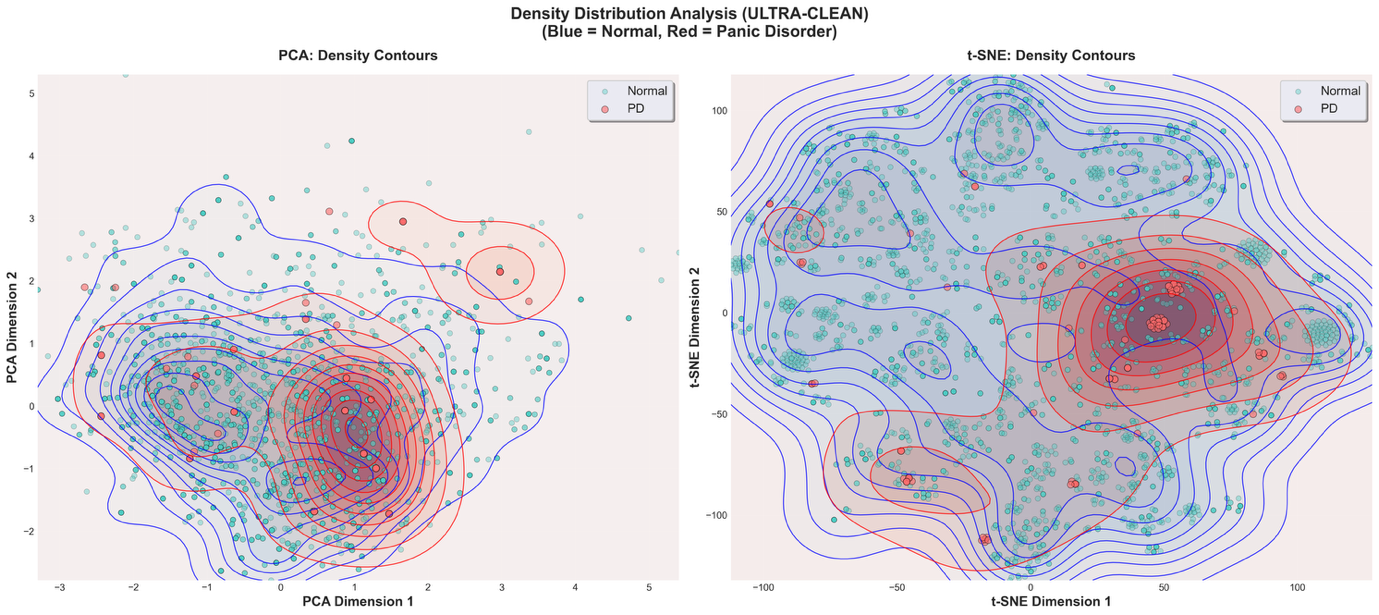 Density Distribution Analysis (ULTRA-CLEAN)
(Blue = Normal, Red = Panic Disorder)
PCA: Density Contours
Normal
PD
5
4
3
2
1
0
−1
−2
PCA Dimension 2
−3
−2
−1
0
1
2
3
4
5
PCA Dimension 1
t-SNE: Density Contours
Normal
PD
100
50
0
−50
−100
t-SNE Dimension 2
−100
−50
0
50
100
t-SNE Dimension 1